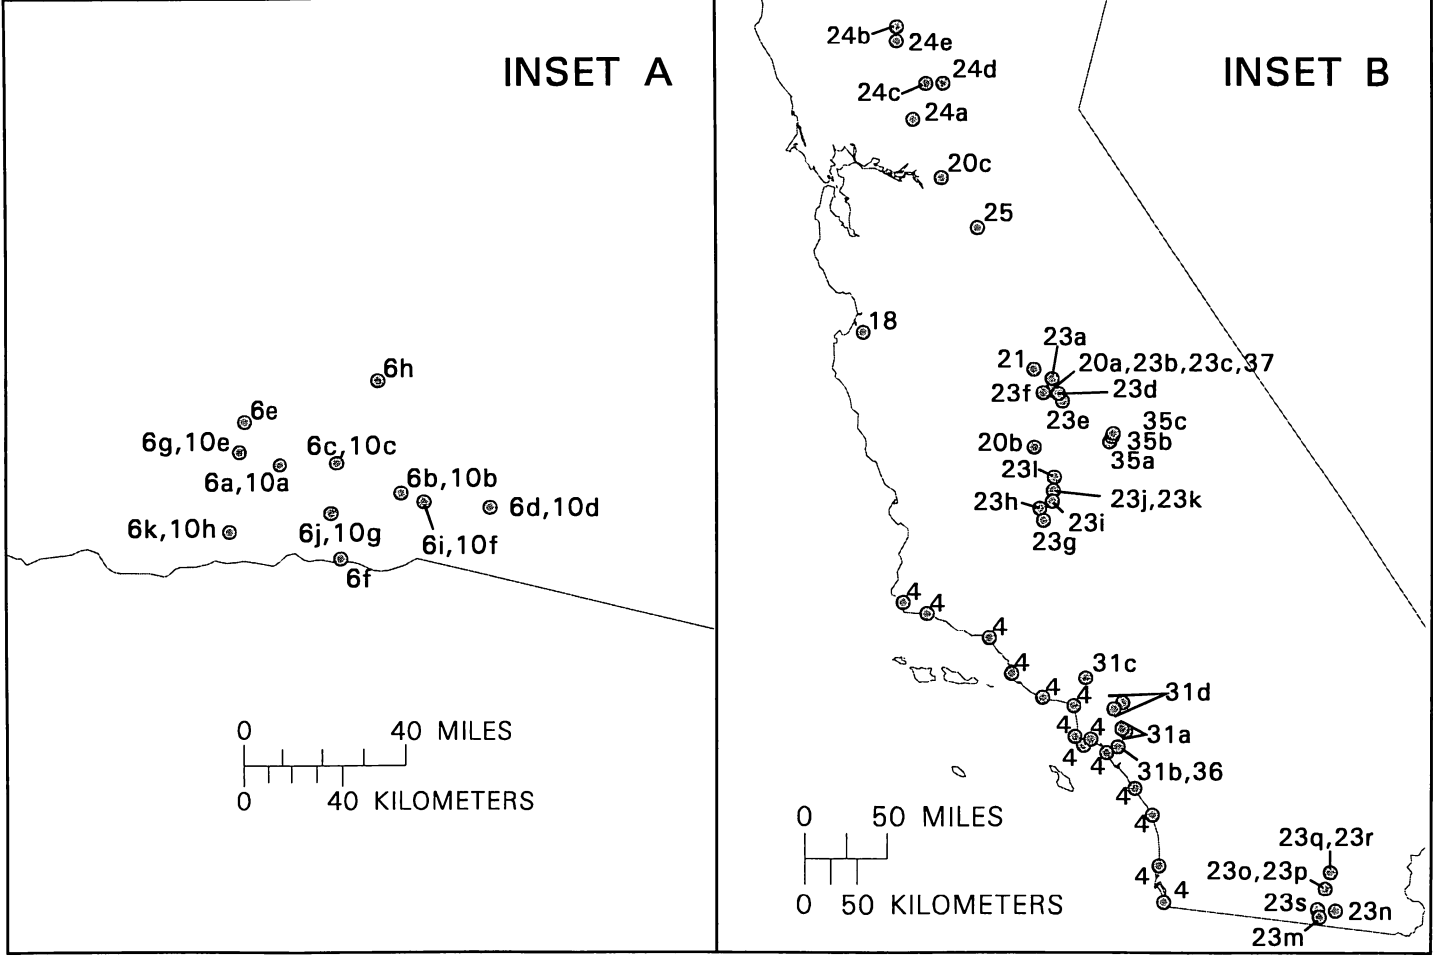 INSET A
6h
6e
6g,10e
6c,10c
6a,10a
6b,10b
6d,10d
6k,10h
6j,10g
6i,10f
6f
0 40 MILES
0 40 KILOMETERS
INSET B
24b
24e
24d
24c
24a
20c
25
18
23a
21
20a,23b,23c,37
23f
23d
23e
35c
20b
35b
35a
23l
23j,23k
23h
23i
23g
4
4
4
4
31c
4
4
31d
4
4
31a
4
4
31b,36
4
4
4
4
0 50 MILES
0 50 KILOMETERS
23q,23r
23o,23p
23s
23n
23m